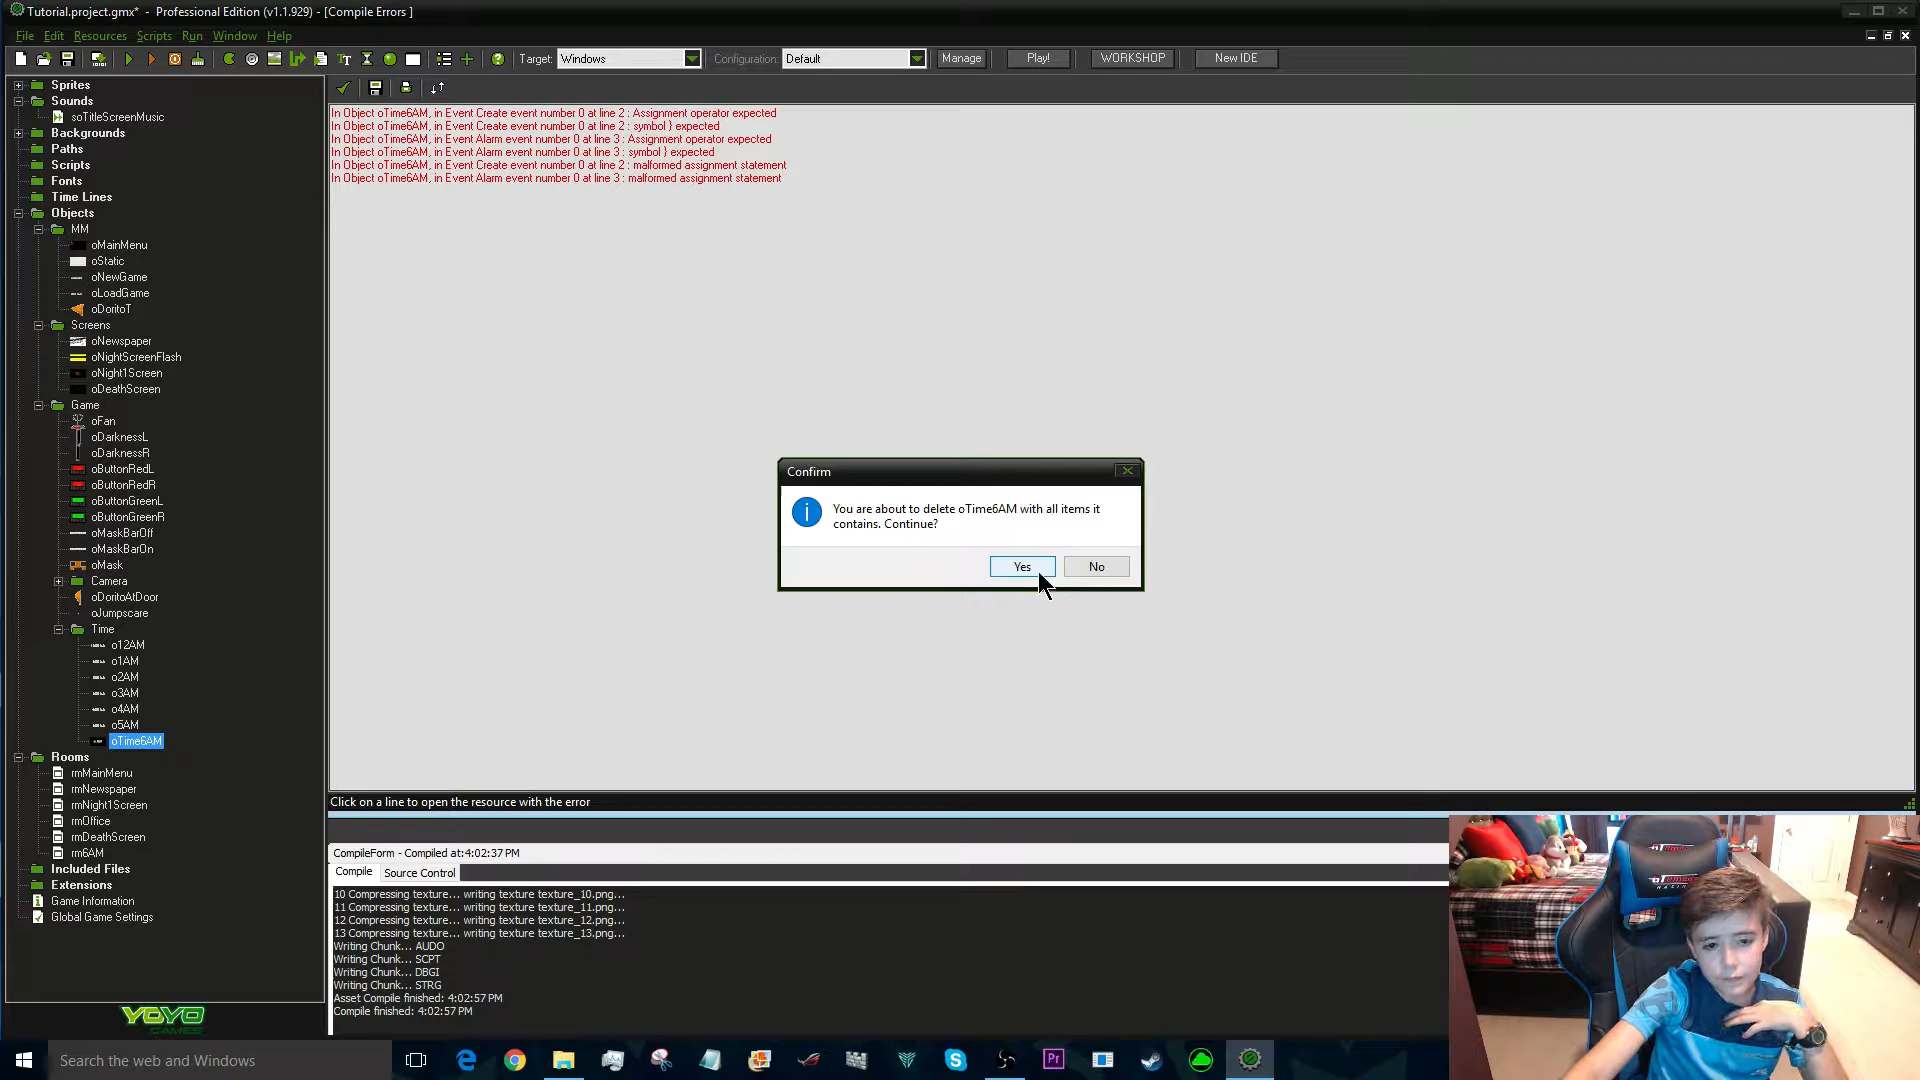 Tutorial.project.gmx* - Professional Edition (v1.1.929) - [Compile Errors ]
File Edit Resources Scripts Run Window Help
Target: Windows Configuration: Default Manage Play! WORKSHOP New IDE
Sprites
Sounds
soTitleScreenMusic
Backgrounds
Paths
Scripts
Fonts
Time Lines
Objects
MM
oMainMenu
oStatic
oNewGame
oLoadGame
oDoritoT
Screens
oNewspaper
oNightScreenFlash
oNight1Screen
oDeathScreen
Game
oFan
oDarknessL
oDarknessR
oButtonRedL
oButtonRedR
oButtonGreenL
oButtonGreenR
oMaskBarOff
oMaskBarOn
oMask
Camera
oDoritoAtDoor
oJumpscare
Time
o12AM
o1AM
o2AM
o3AM
o4AM
o5AM
oTime6AM
Rooms
rmMainMenu
rmNewspaper
rmNight1Screen
rmOffice
rmDeathScreen
rm6AM
Included Files
Extensions
Game Information
Global Game Settings
YOYO
GAMES
In Object oTime6AM, in Event Create event number 0 at line 2 : Assignment operator expected
In Object oTime6AM, in Event Create event number 0 at line 2 : symbol } expected
In Object oTime6AM, in Event Alarm event number 0 at line 3 : Assignment operator expected
In Object oTime6AM, in Event Alarm event number 0 at line 3 : symbol } expected
In Object oTime6AM, in Event Create event number 0 at line 2 : malformed assignment statement
In Object oTime6AM, in Event Alarm event number 0 at line 3 : malformed assignment statement
Confirm
You are about to delete oTime6AM with all items it
contains. Continue?
Yes No
Click on a line to open the resource with the error
CompileForm - Compiled at:4:02:37 PM
Compile Source Control
10 Compressing texture... writing texture texture_10.png...
11 Compressing texture... writing texture texture_11.png...
12 Compressing texture... writing texture texture_12.png...
13 Compressing texture... writing texture texture_13.png...
Writing Chunk... AUDO
Writing Chunk... SCPT
Writing Chunk... DBGI
Writing Chunk... STRG
Asset Compile finished: 4:02:57 PM
Compile finished: 4:02:57 PM
Search the web and Windows
Pr